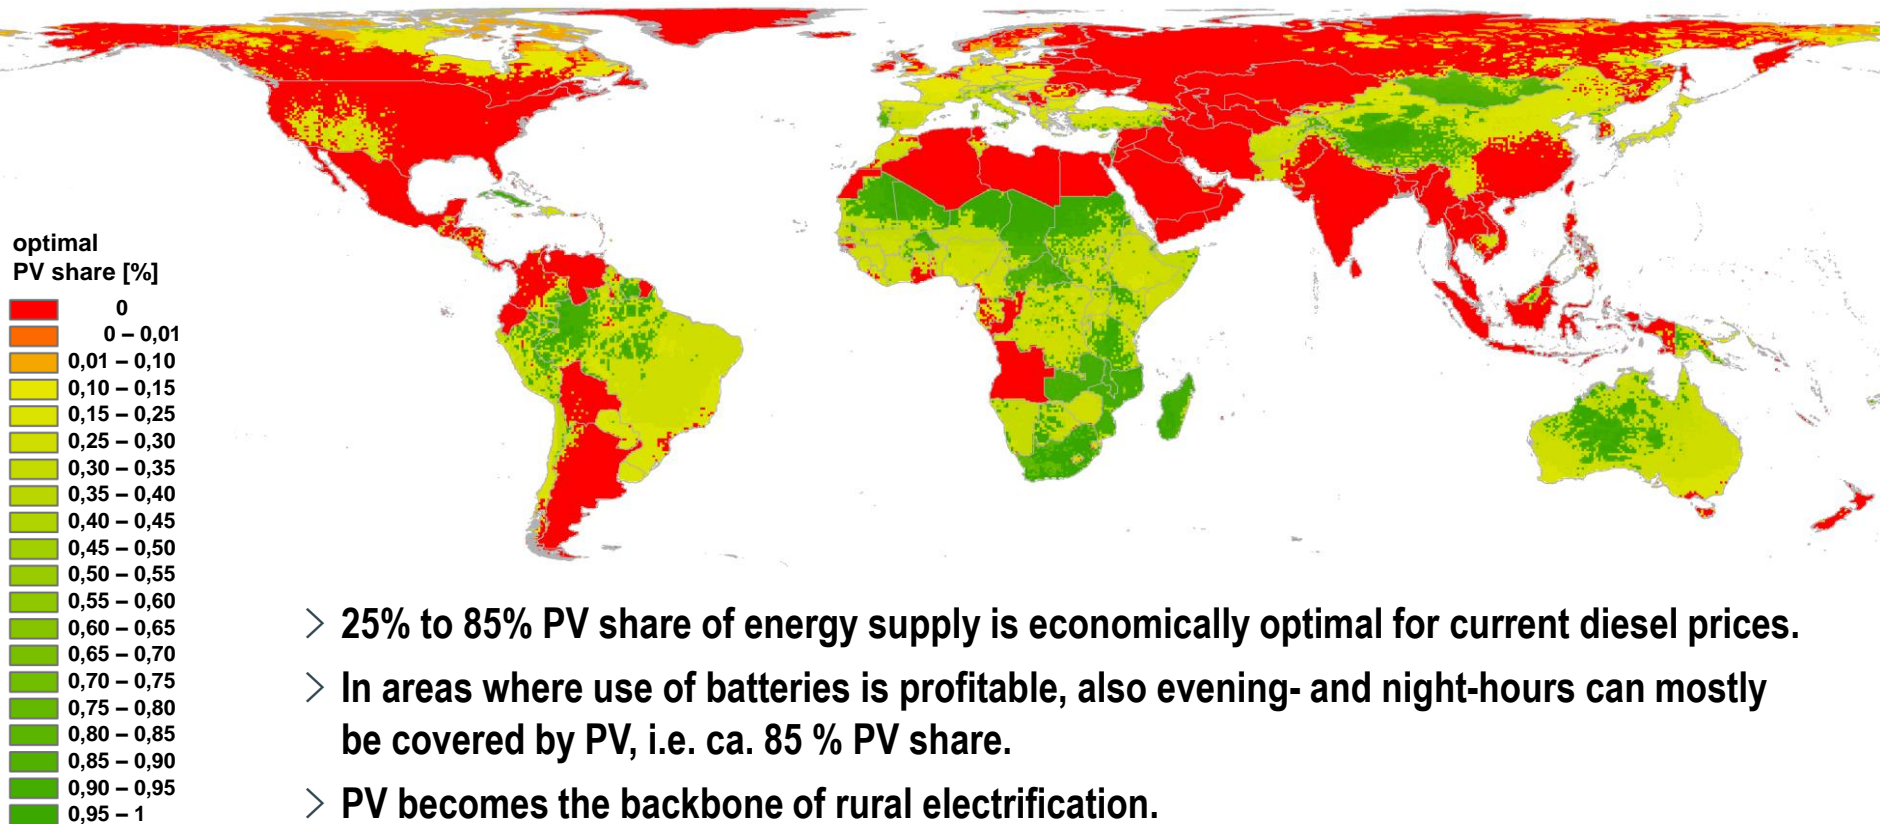 optimal
PV share [%]
0
0 – 0,01
0,01 – 0,10
0,10 – 0,15
0,15 – 0,25
0,25 – 0,30
0,30 – 0,35
0,35 – 0,40
0,40 – 0,45
0,45 – 0,50
0,50 – 0,55
0,55 – 0,60
0,60 – 0,65
0,65 – 0,70
0,70 – 0,75
0,75 – 0,80
0,80 – 0,85
0,85 – 0,90
0,90 – 0,95
0,95 – 1
25% to 85% PV share of energy supply is economically optimal for current diesel prices.
In areas where use of batteries is profitable, also evening- and night-hours can mostly
be covered by PV, i.e. ca. 85 % PV share.
PV becomes the backbone of rural electrification.